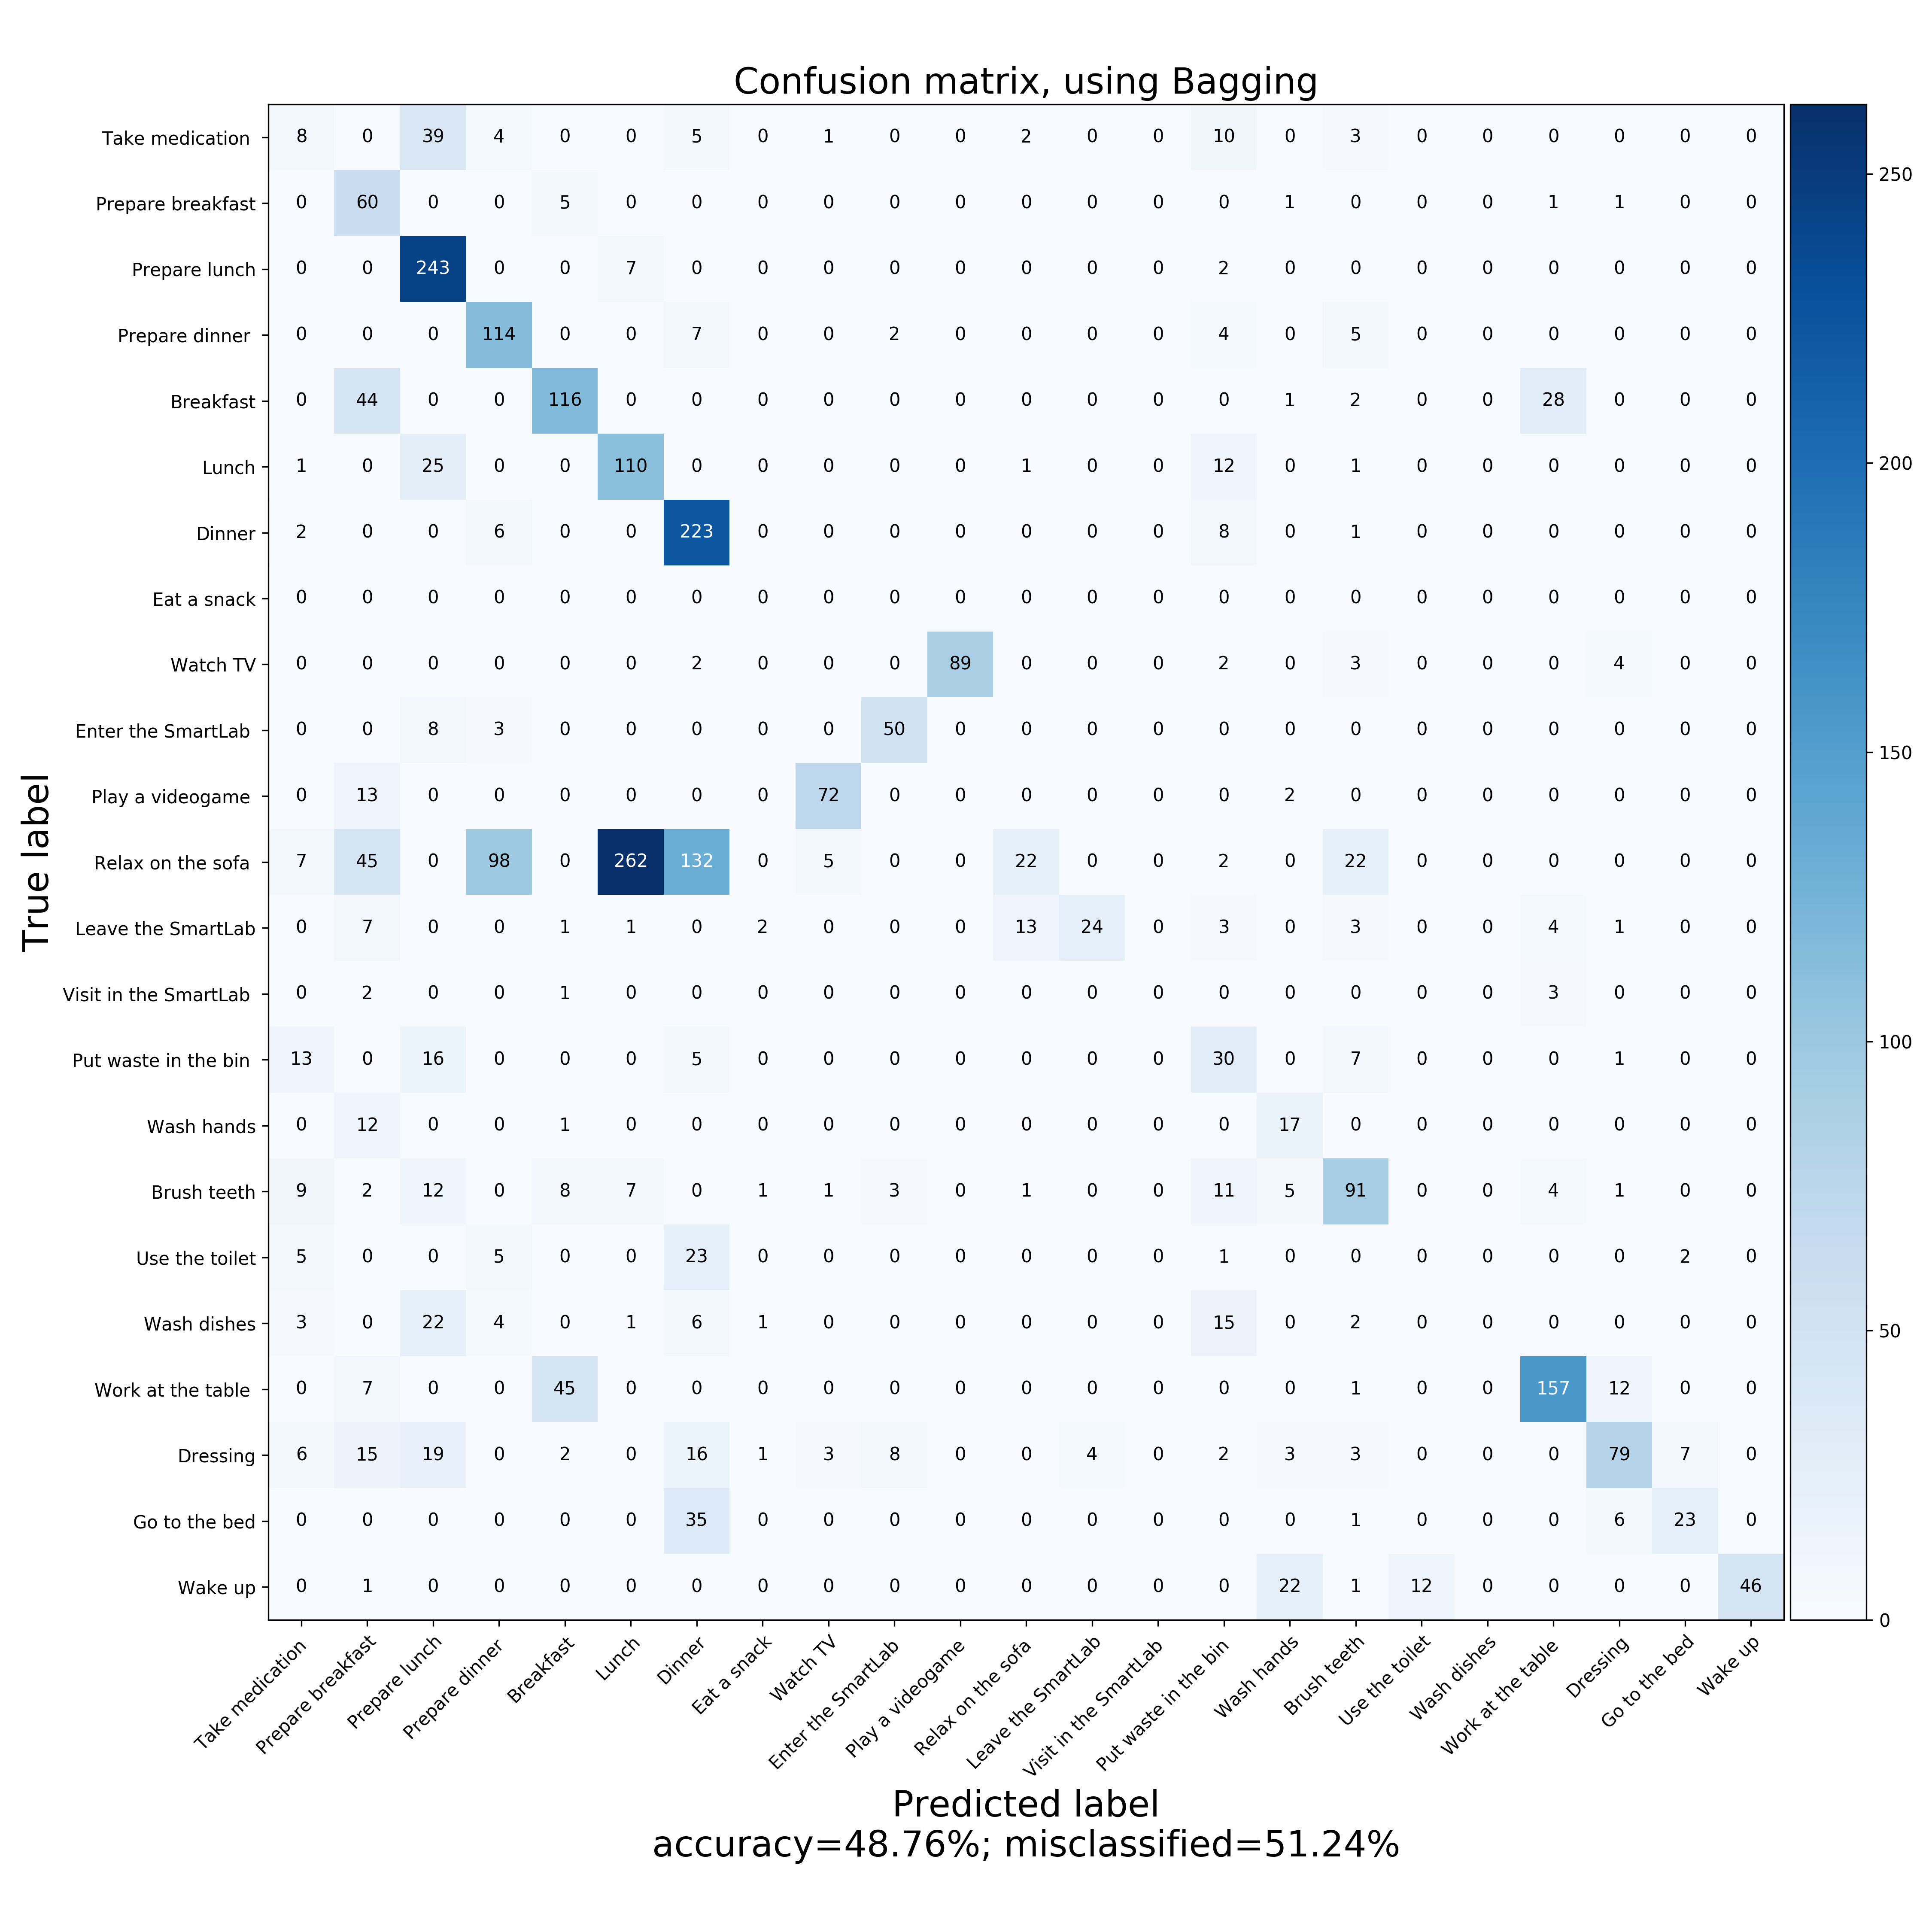 Confusion matrix, using Bagging
Take medication 8 0 39 4 0 0 5 0 1 0 0 2 0 0 10 0 3 0 0 0 0 0 0
Prepare breakfast 0 60 0 0 5 0 0 0 0 0 0 0 0 0 0 1 0 0 0 1 1 0 0
Prepare lunch 0 0 243 0 0 7 0 0 0 0 0 0 0 0 2 0 0 0 0 0 0 0 0
Prepare dinner 0 0 0 114 0 0 7 0 0 2 0 0 0 0 4 0 5 0 0 0 0 0 0
Breakfast 0 44 0 0 116 0 0 0 0 0 0 0 0 0 0 1 2 0 0 28 0 0 0
Lunch 1 0 25 0 0 110 0 0 0 0 0 1 0 0 12 0 1 0 0 0 0 0 0
Dinner 2 0 0 6 0 0 223 0 0 0 0 0 0 0 8 0 1 0 0 0 0 0 0
Eat a snack 0 0 0 0 0 0 0 0 0 0 0 0 0 0 0 0 0 0 0 0 0 0 0
Watch TV 0 0 0 0 0 0 2 0 0 0 89 0 0 0 2 0 3 0 0 0 4 0 0
Enter the SmartLab 0 0 8 3 0 0 0 0 0 50 0 0 0 0 0 0 0 0 0 0 0 0 0
Play a videogame 0 13 0 0 0 0 0 0 72 0 0 0 0 0 0 2 0 0 0 0 0 0 0
Relax on the sofa 7 45 0 98 0 262 132 0 5 0 0 22 0 0 2 0 22 0 0 0 0 0 0
Leave the SmartLab 0 7 0 0 1 1 0 2 0 0 0 13 24 0 3 0 3 0 0 4 1 0 0
Visit in the SmartLab 0 2 0 0 1 0 0 0 0 0 0 0 0 0 0 0 0 0 0 3 0 0 0
Put waste in the bin 13 0 16 0 0 0 5 0 0 0 0 0 0 0 30 0 7 0 0 0 1 0 0
Wash hands 0 12 0 0 1 0 0 0 0 0 0 0 0 0 0 17 0 0 0 0 0 0 0
Brush teeth 9 2 12 0 8 7 0 1 1 3 0 1 0 0 11 5 91 0 0 4 1 0 0
Use the toilet 5 0 0 5 0 0 23 0 0 0 0 0 0 0 1 0 0 0 0 0 0 2 0
Wash dishes 3 0 22 4 0 1 6 1 0 0 0 0 0 0 15 0 2 0 0 0 0 0 0
Work at the table 0 7 0 0 45 0 0 0 0 0 0 0 0 0 0 0 1 0 0 157 12 0 0
Dressing 6 15 19 0 2 0 16 1 3 8 0 0 4 0 2 3 3 0 0 0 79 7 0
Go to the bed 0 0 0 0 0 0 35 0 0 0 0 0 0 0 0 0 1 0 0 0 6 23 0
Wake up 0 1 0 0 0 0 0 0 0 0 0 0 0 0 0 22 1 12 0 0 0 0 46
True label
250
200
150
100
50
0
Take medication
Prepare breakfast
Prepare lunch
Prepare dinner
Breakfast
Lunch
Dinner
Eat a snack
Watch TV
Enter the SmartLab
Play a videogame
Relax on the sofa
Leave the SmartLab
Visit in the SmartLab
Put waste in the bin
Wash hands
Brush teeth
Use the toilet
Wash dishes
Work at the table
Dressing
Go to the bed
Wake up
Predicted label
accuracy=48.76%; misclassified=51.24%